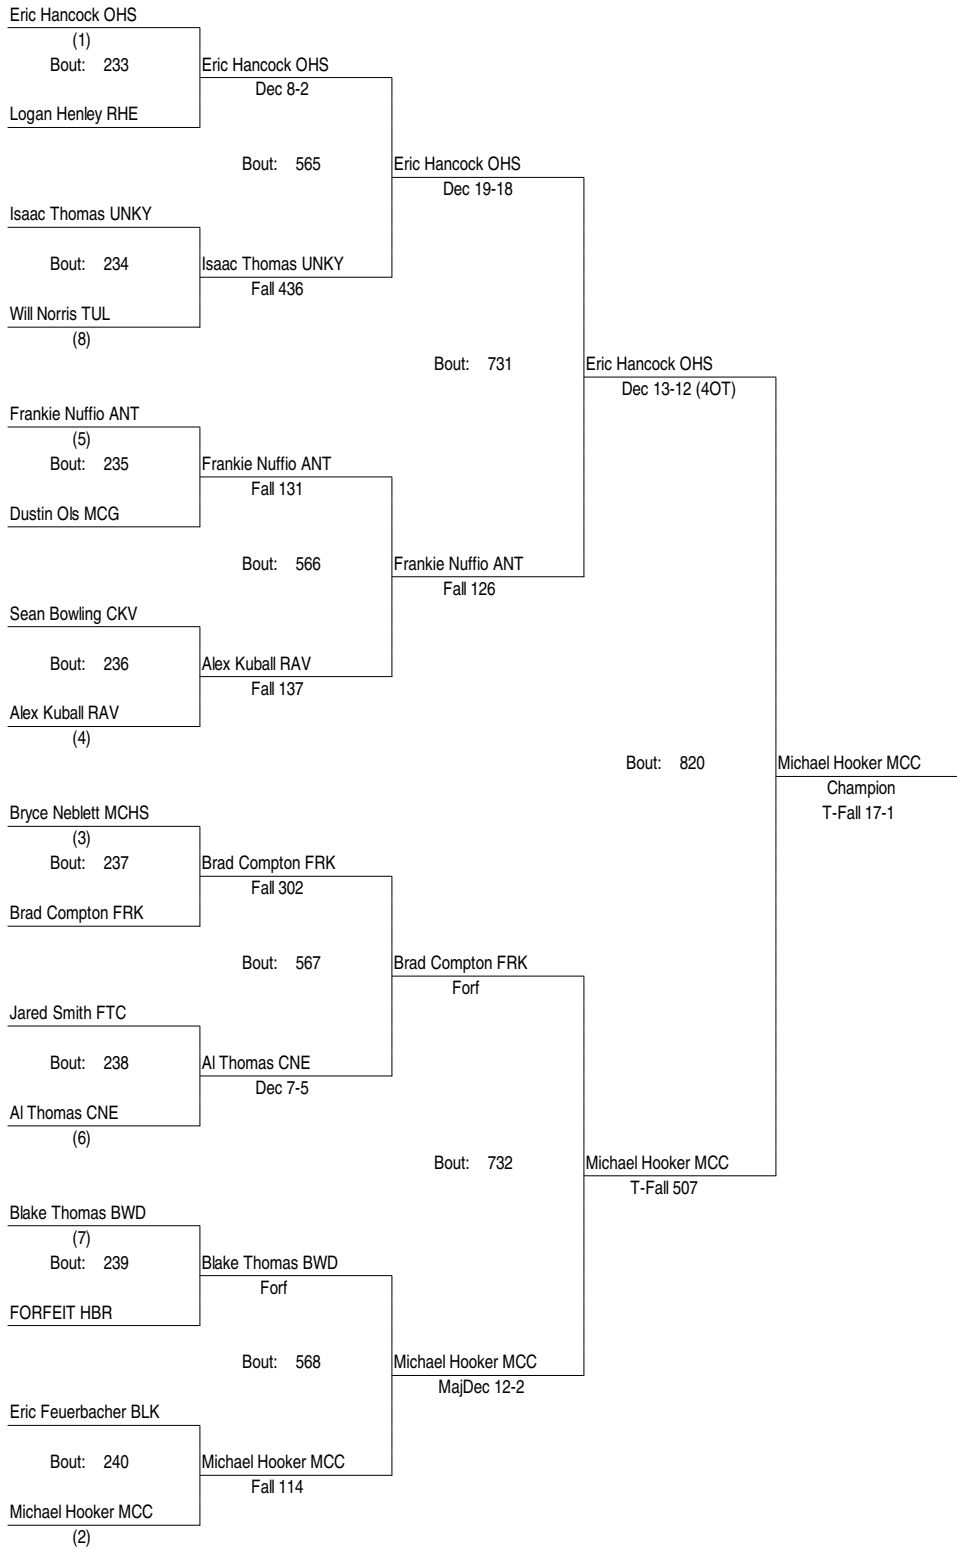 Eric Hancock OHS
(1)
Bout: 233
Eric Hancock OHS
Dec 8-2
Logan Henley RHE
Bout: 565
Eric Hancock OHS
Dec 19-18
Isaac Thomas UNKY
Bout: 234
Isaac Thomas UNKY
Fall 436
Will Norris TUL
(8)
Bout: 731
Eric Hancock OHS
Dec 13-12 (4OT)
Frankie Nuffio ANT
(5)
Bout: 235
Frankie Nuffio ANT
Fall 131
Dustin Ols MCG
Bout: 566
Frankie Nuffio ANT
Fall 126
Sean Bowling CKV
Bout: 236
Alex Kuball RAV
Fall 137
Alex Kuball RAV
(4)
Bout: 820
Michael Hooker MCC
Champion
T-Fall 17-1
Bryce Neblett MCHS
(3)
Bout: 237
Brad Compton FRK
Fall 302
Brad Compton FRK
Bout: 567
Brad Compton FRK
Forf
Jared Smith FTC
Bout: 238
Al Thomas CNE
Dec 7-5
Al Thomas CNE
(6)
Bout: 732
Michael Hooker MCC
T-Fall 507
Blake Thomas BWD
(7)
Bout: 239
Blake Thomas BWD
Forf
FORFEIT HBR
Bout: 568
Michael Hooker MCC
MajDec 12-2
Eric Feuerbacher BLK
Bout: 240
Michael Hooker MCC
Fall 114
Michael Hooker MCC
(2)